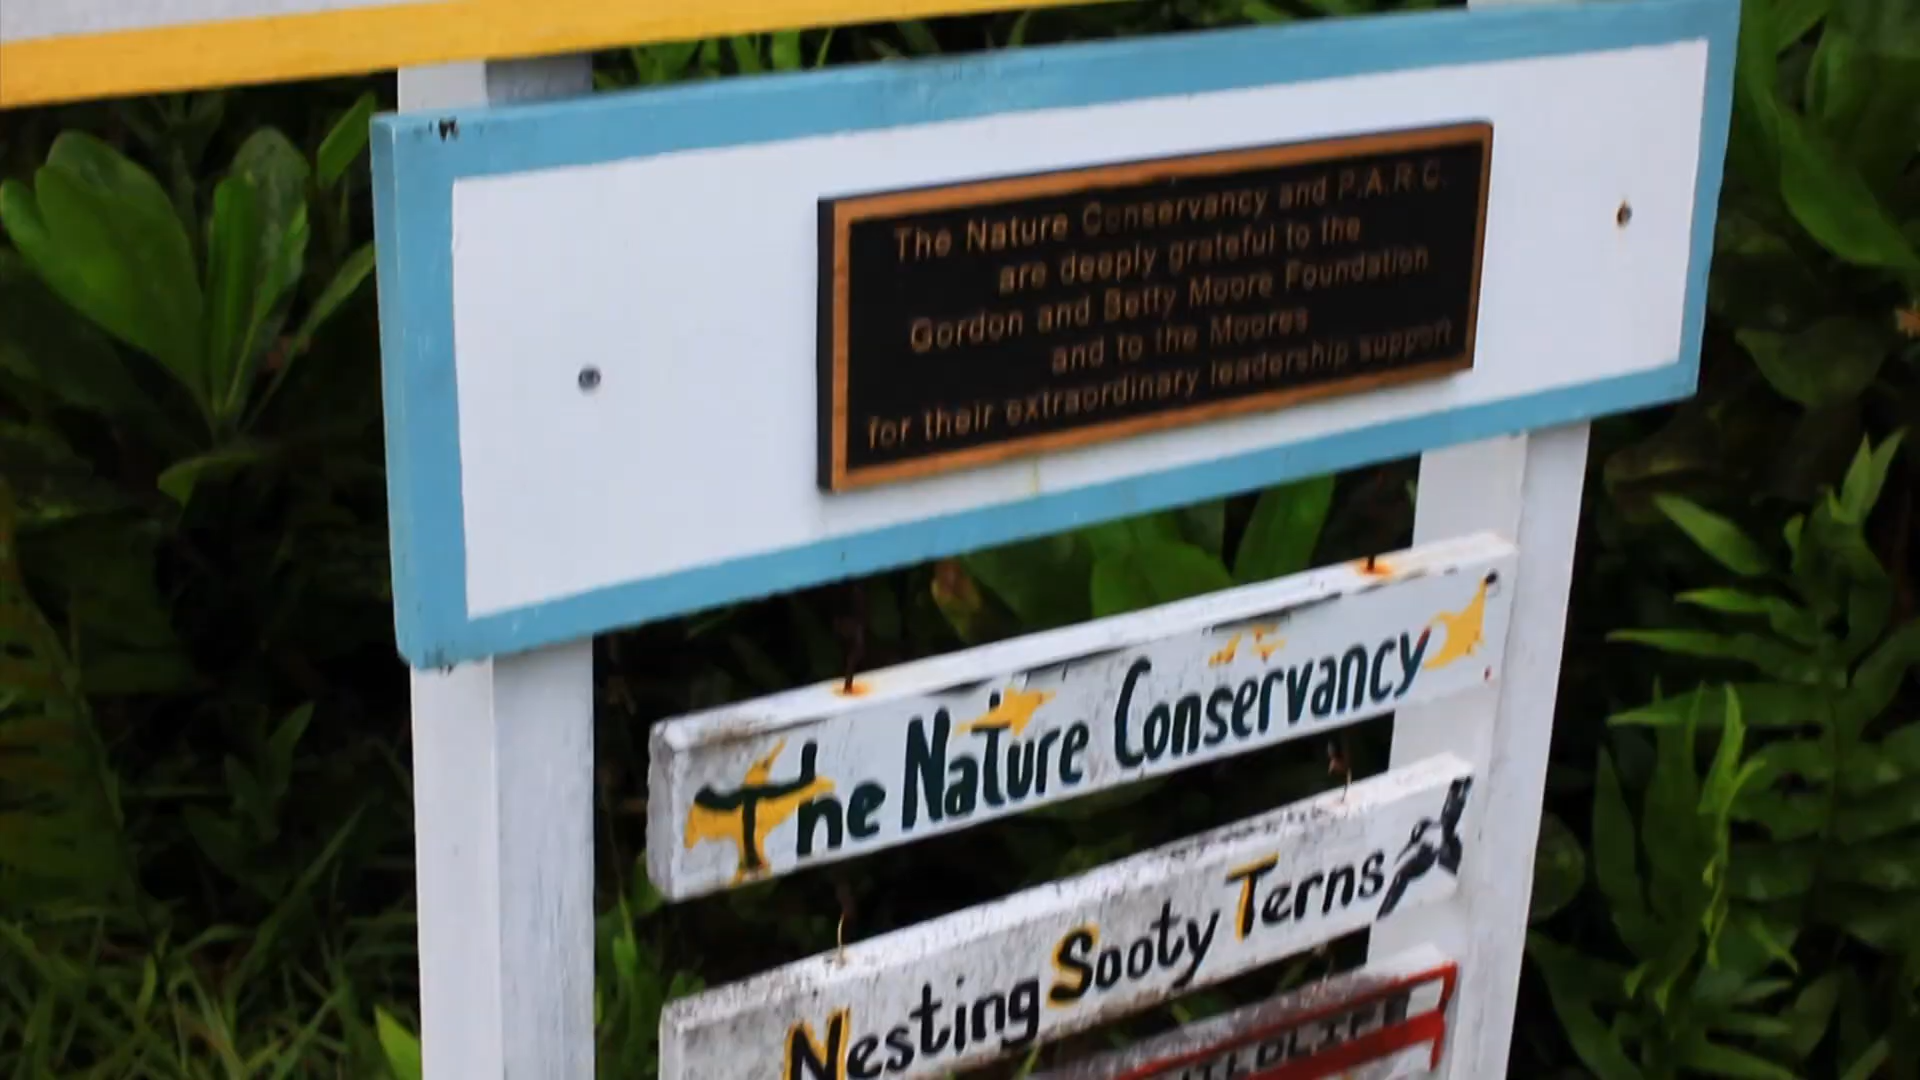 The Nature Conservancy and P.A.R.C.
are deeply grateful to the
Gordon and Betty Moore Foundation
and to the Moores
for their extraordinary leadership support
The Nature Conservancy
Nesting Sooty Terns
WILDLIFE